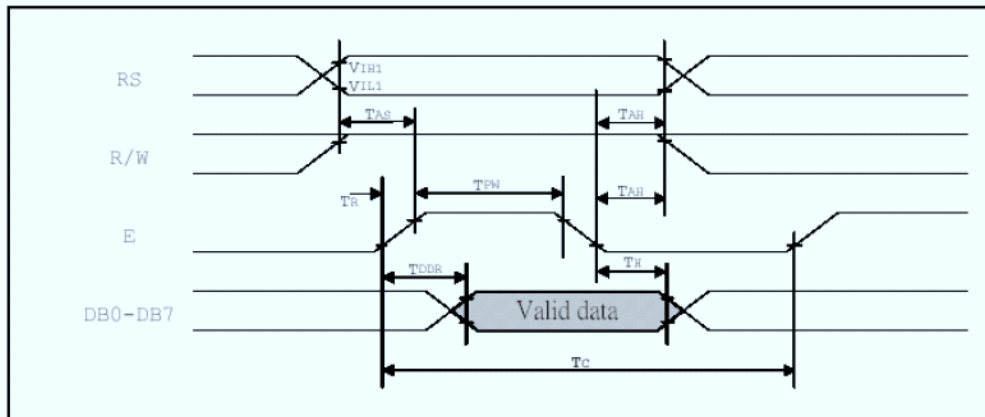 RS
VIH1
VIL1
TAS
TAH
R/W
TR
TPW
TAH
E
TDDR
TH
DB0-DB7
Valid data
TC